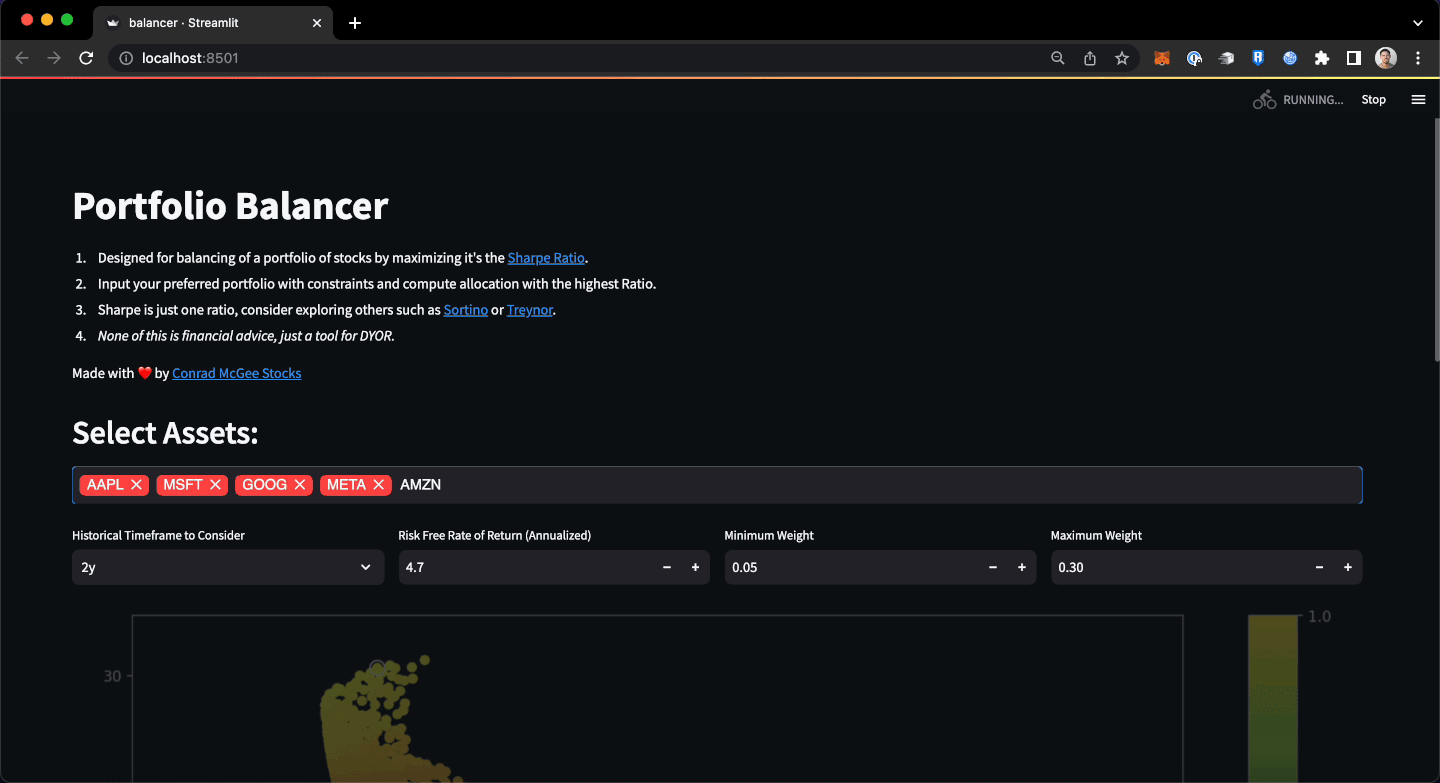 balancer · Streamlit
localhost:8501
RUNNING...
Stop
Portfolio Balancer
1. Designed for balancing of a portfolio of stocks by maximizing it's the Sharpe Ratio.
2. Input your preferred portfolio with constraints and compute allocation with the highest Ratio.
3. Sharpe is just one ratio, consider exploring others such as Sortino or Treynor.
4. None of this is financial advice, just a tool for DYOR.
Made with ❤️ by Conrad McGee Stocks
Select Assets:
AAPL MSFT GOOG META AMZN
Historical Timeframe to Consider Risk Free Rate of Return (Annualized) Minimum Weight Maximum Weight
2y 4.7 − + 0.05 − + 0.30 − +
1.0
30